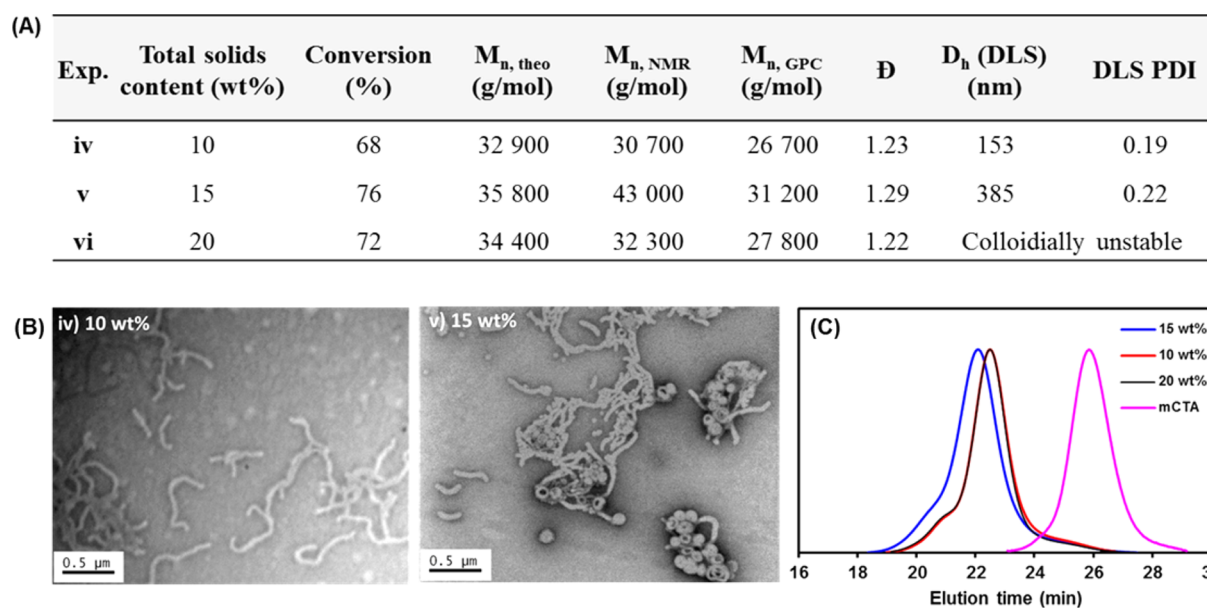 (A)
Exp. Total solids content (wt%) Conversion (%) Mn, theo (g/mol) Mn, NMR (g/mol) Mn, GPC (g/mol) Đ Dh (DLS) (nm) DLS PDI
iv 10 68 32 900 30 700 26 700 1.23 153 0.19
v 15 76 35 800 43 000 31 200 1.29 385 0.22
vi 20 72 34 400 32 300 27 800 1.22 Colloidially unstable
(B)
iv) 10 wt%
0.5 μm
v) 15 wt%
0.5 μm
(C)
15 wt%
10 wt%
20 wt%
mCTA
16 18 20 22 24 26 28
Elution time (min)